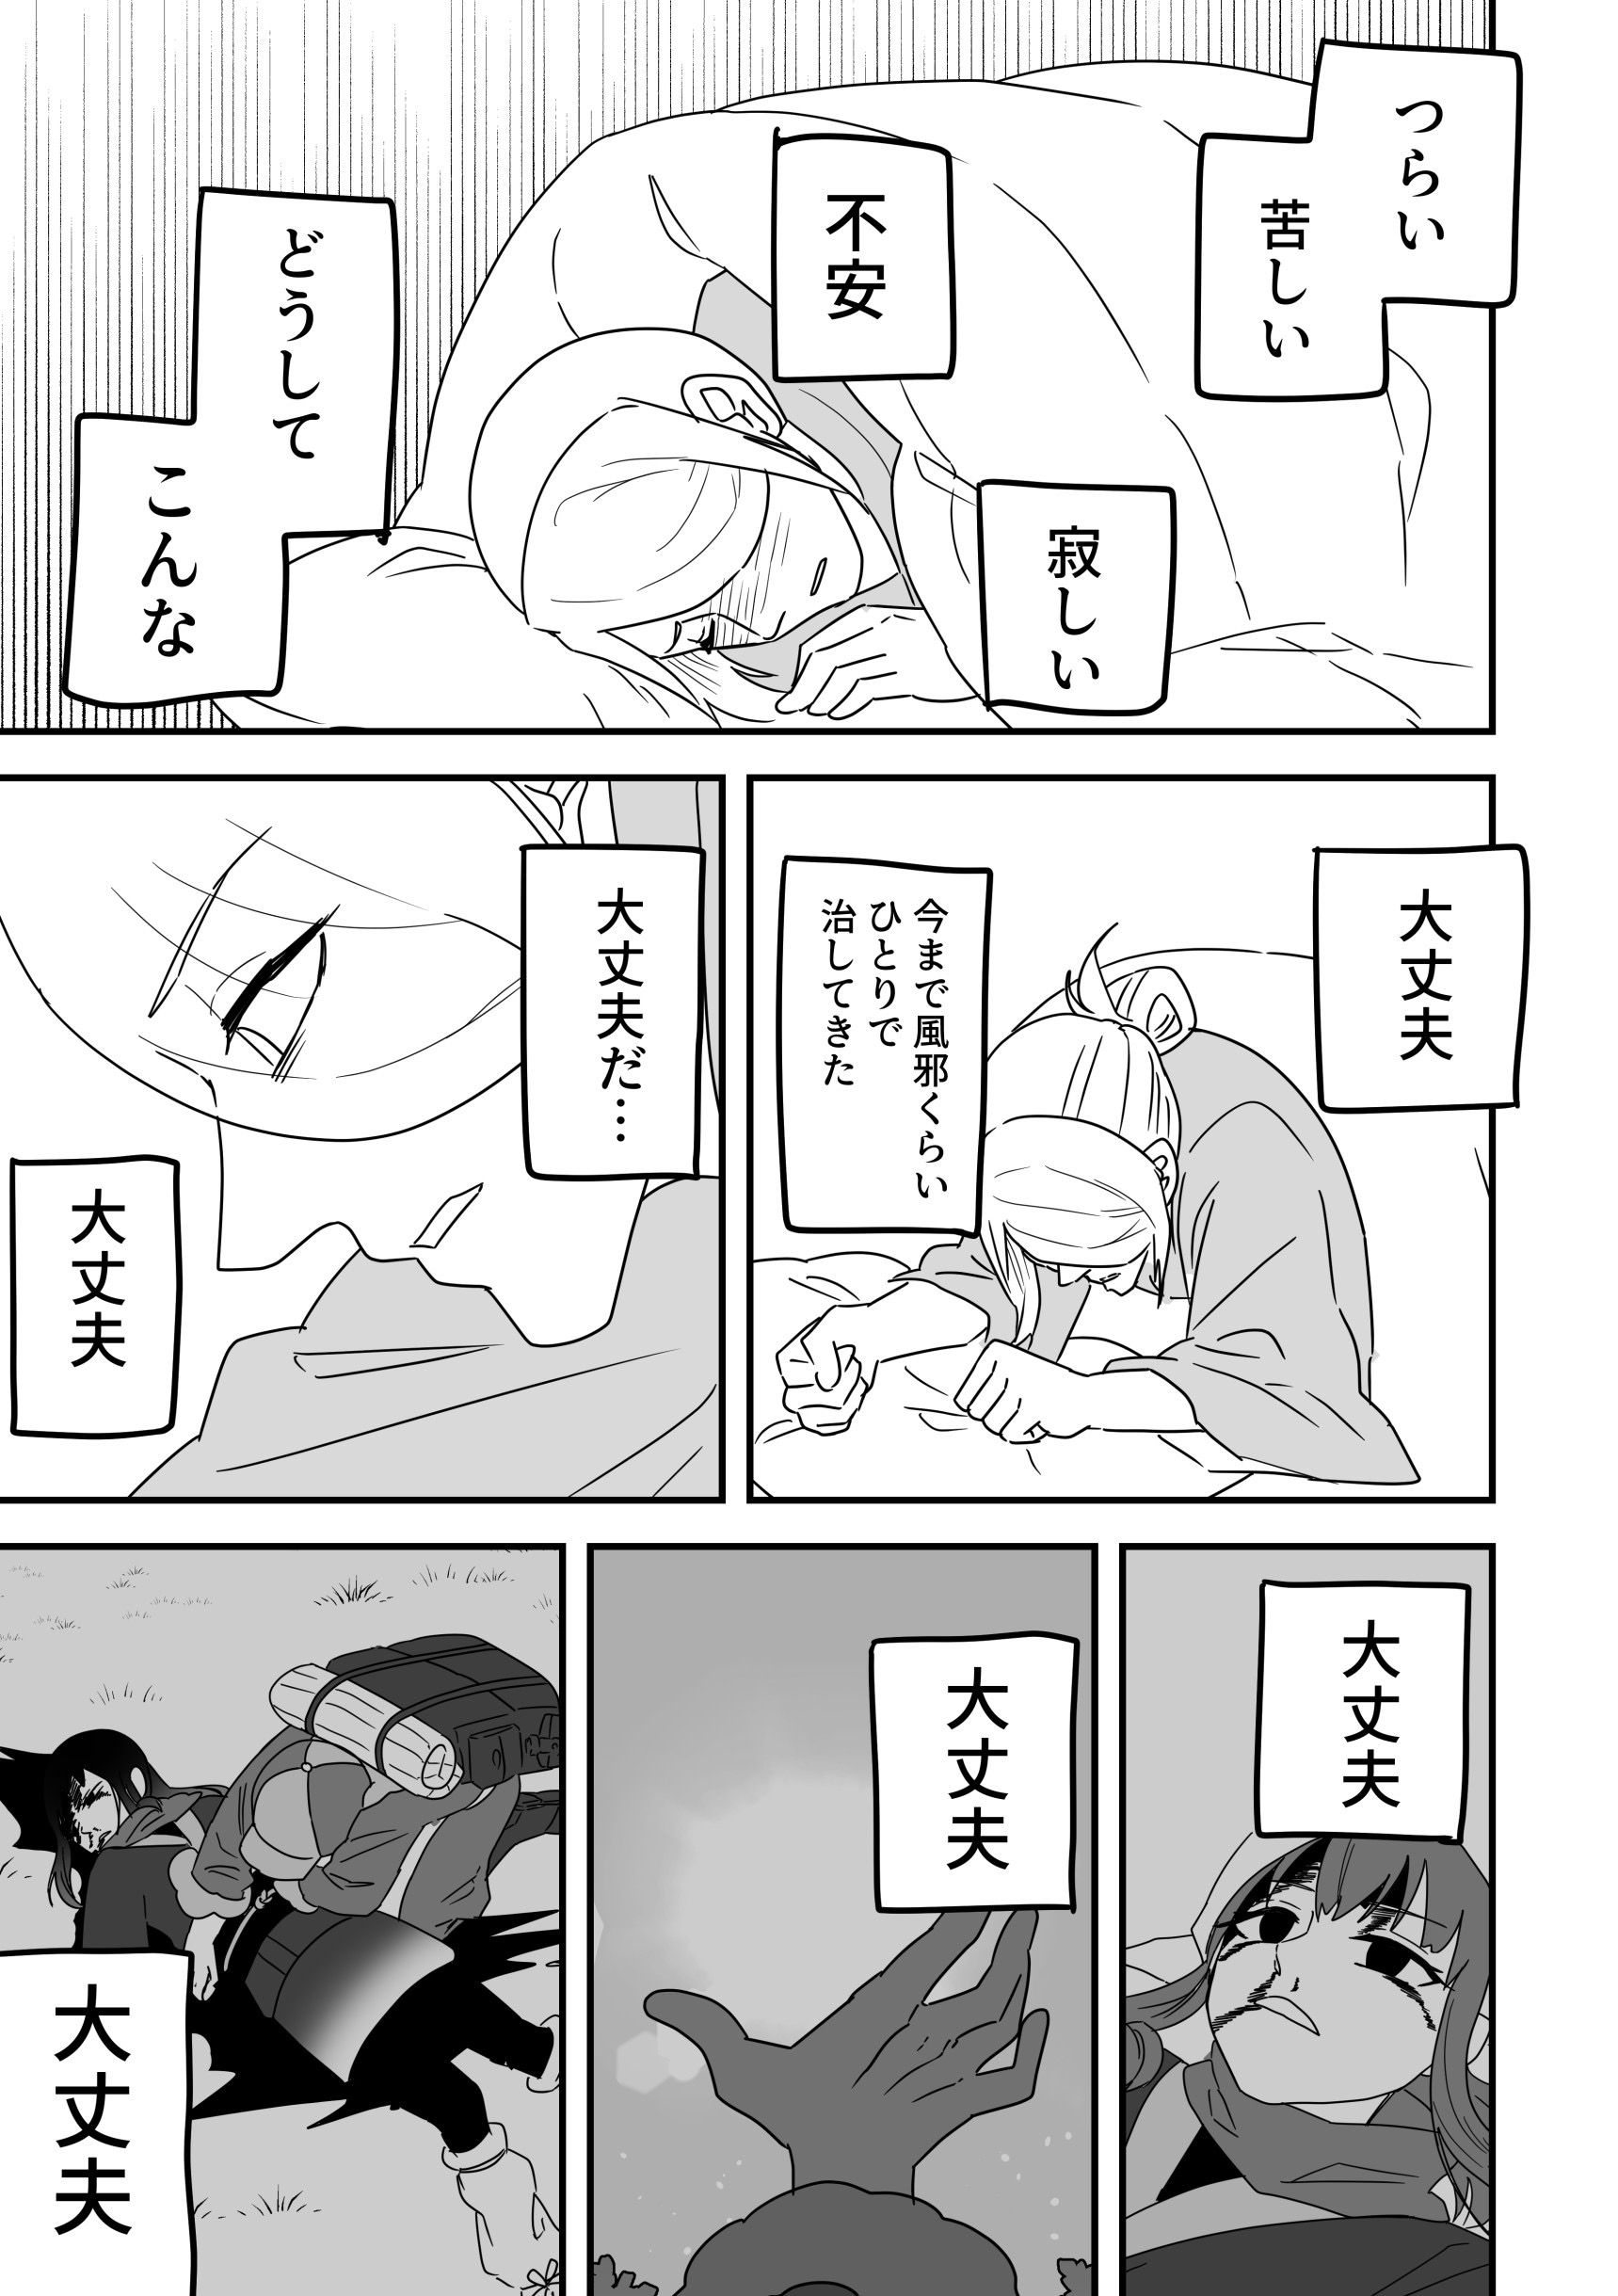 つらい
苦しい
不安
寂しい
どうして
こんな
大丈夫
今まで風邪くらい
ひとりで
治してきた
大丈夫だ…
大丈夫
大丈夫
大丈夫
大丈夫